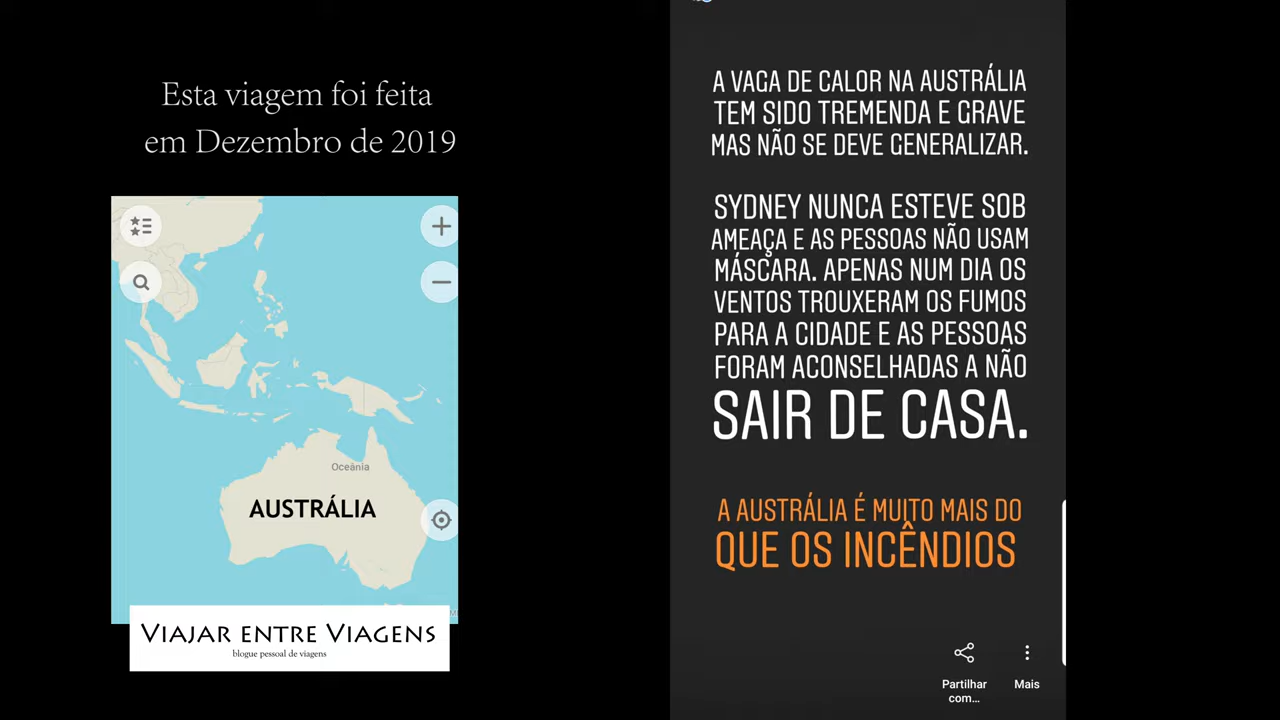 Esta viagem foi feita
em Dezembro de 2019
Oceânia
AUSTRÁLIA
VIAJAR ENTRE VIAGENS
blogue pessoal de viagens
A VAGA DE CALOR NA AUSTRÁLIA
TEM SIDO TREMENDA E GRAVE
MAS NÃO SE DEVE GENERALIZAR.
SYDNEY NUNCA ESTEVE SOB
AMEAÇA E AS PESSOAS NÃO USAM
MÁSCARA. APENAS NUM DIA OS
VENTOS TROUXERAM OS FUMOS
PARA A CIDADE E AS PESSOAS
FORAM ACONSELHADAS A NÃO
SAIR DE CASA.
A AUSTRÁLIA É MUITO MAIS DO
QUE OS INCÊNDIOS
Partilhar
com...
Mais